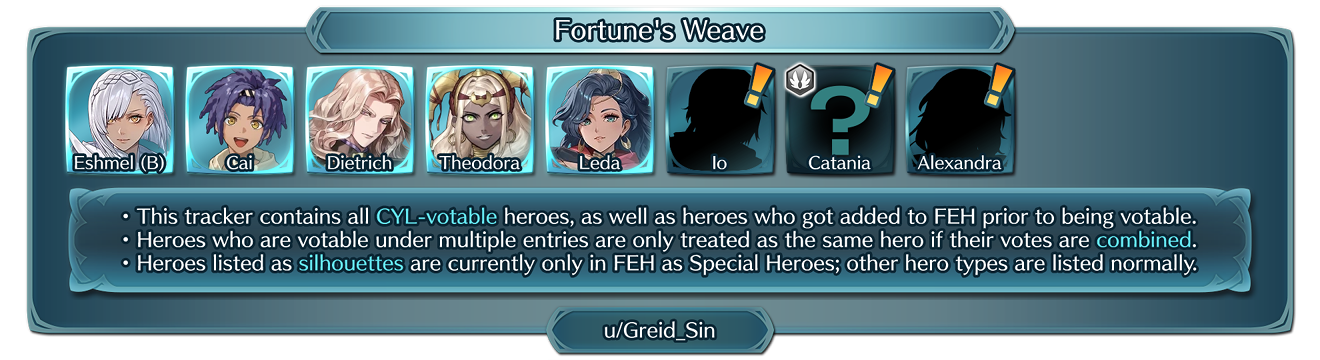 Fortune's Weave
Eshmel (B) Cai Dietrich Theodora Leda Io Catania Alexandra
?
• This tracker contains all CYL-votable heroes, as well as heroes who got added to FEH prior to being votable.
• Heroes who are votable under multiple entries are only treated as the same hero if their votes are combined.
• Heroes listed as silhouettes are currently only in FEH as Special Heroes; other hero types are listed normally.
u/Greid_Sin